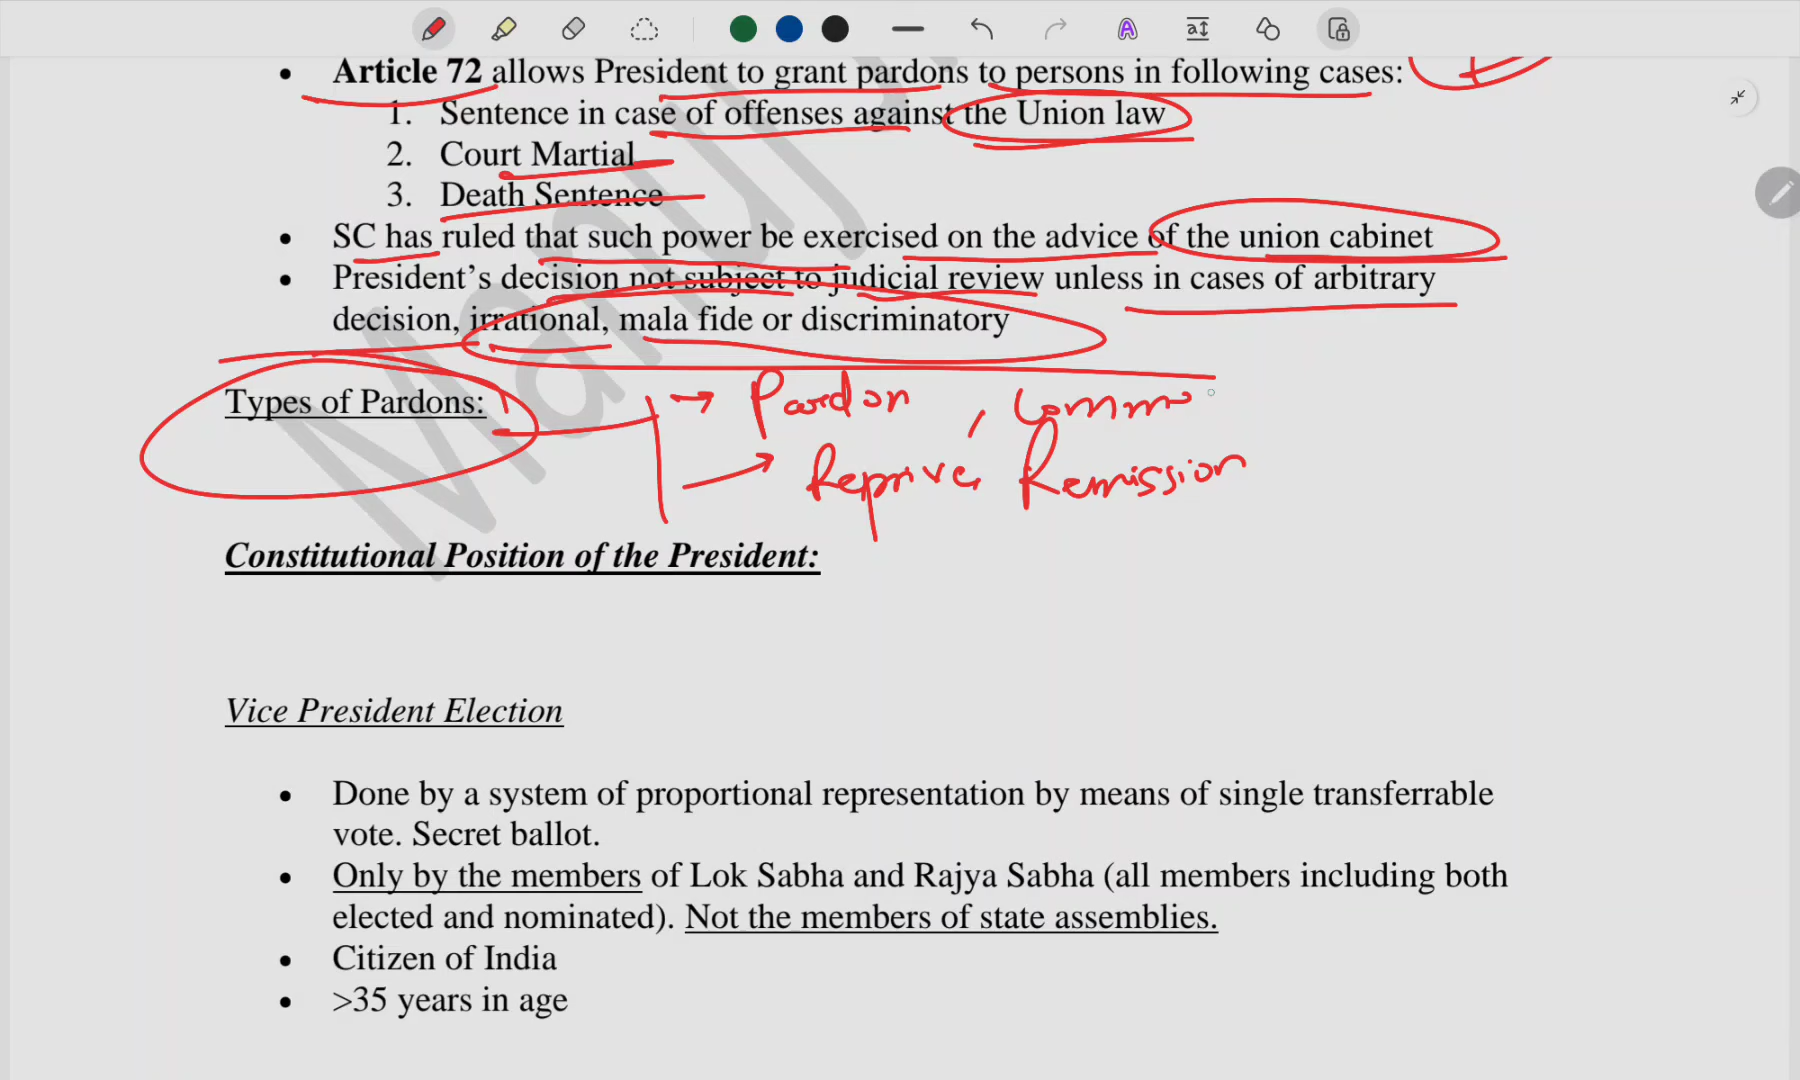 • Article 72 allows President to grant pardons to persons in following cases:
1. Sentence in case of offenses against the Union law
2. Court Martial
3. Death Sentence
• SC has ruled that such power be exercised on the advice of the union cabinet
• President's decision not subject to judicial review unless in cases of arbitrary
decision, irrational, mala fide or discriminatory
Types of Pardons:
→ Pardon, Commo
→ Reprive, Remission
Constitutional Position of the President:
Vice President Election
• Done by a system of proportional representation by means of single transferrable
vote. Secret ballot.
• Only by the members of Lok Sabha and Rajya Sabha (all members including both
elected and nominated). Not the members of state assemblies.
• Citizen of India
• >35 years in age